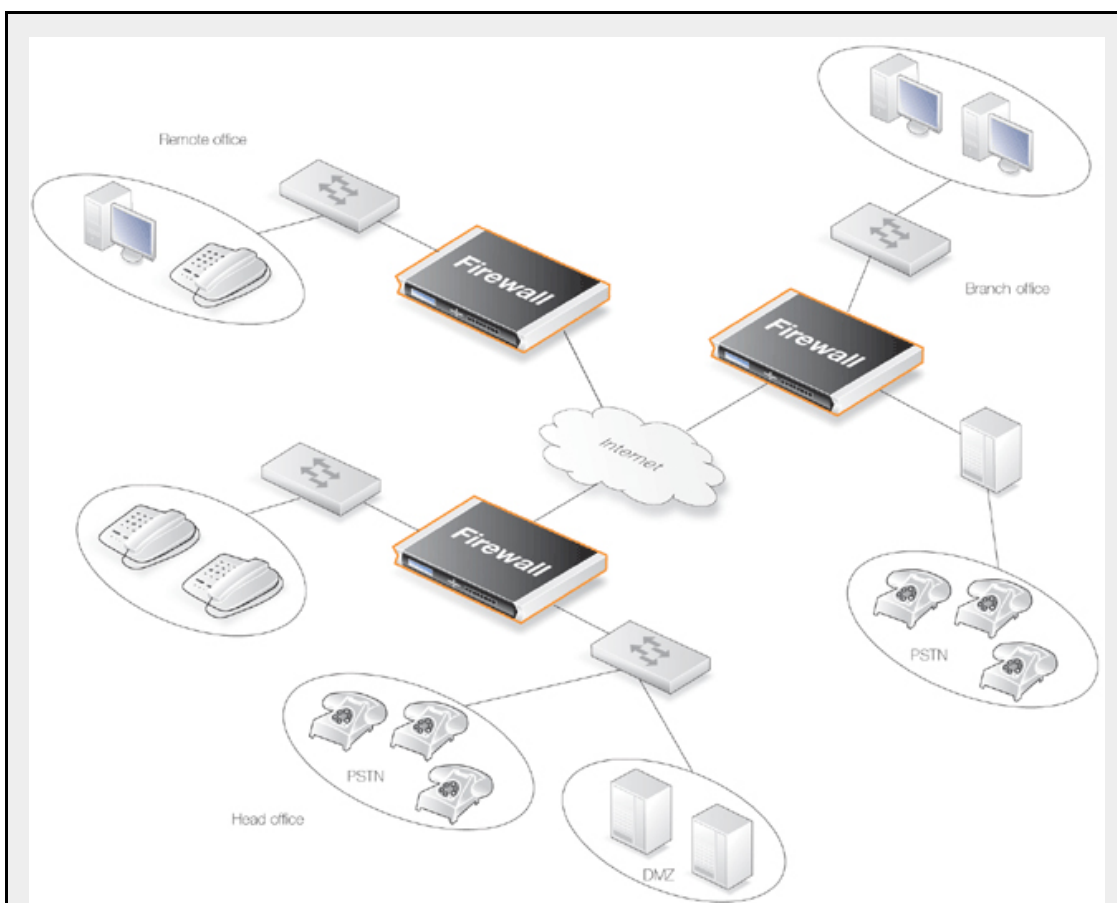 Remote office
Firewall
Branch office
Firewall
Internet
Firewall
PSTN
PSTN
Head office
DMZ